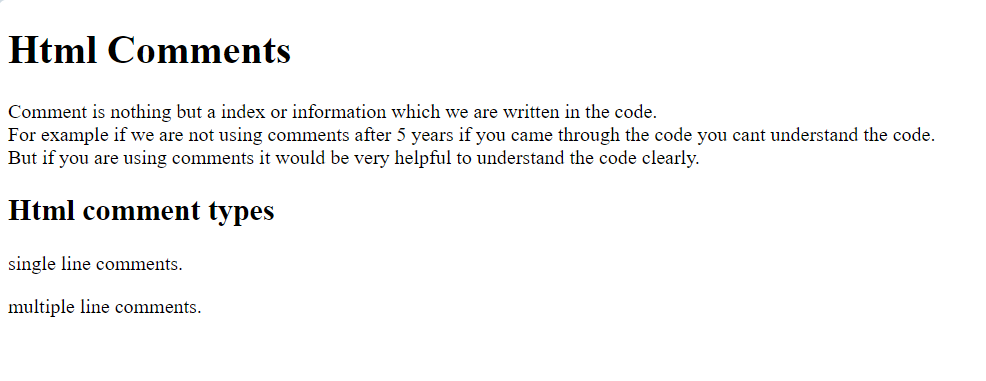 Html Comments
Comment is nothing but a index or information which we are written in the code.
For example if we are not using comments after 5 years if you came through the code you cant understand the code.
But if you are using comments it would be very helpful to understand the code clearly.
Html comment types
single line comments.
multiple line comments.